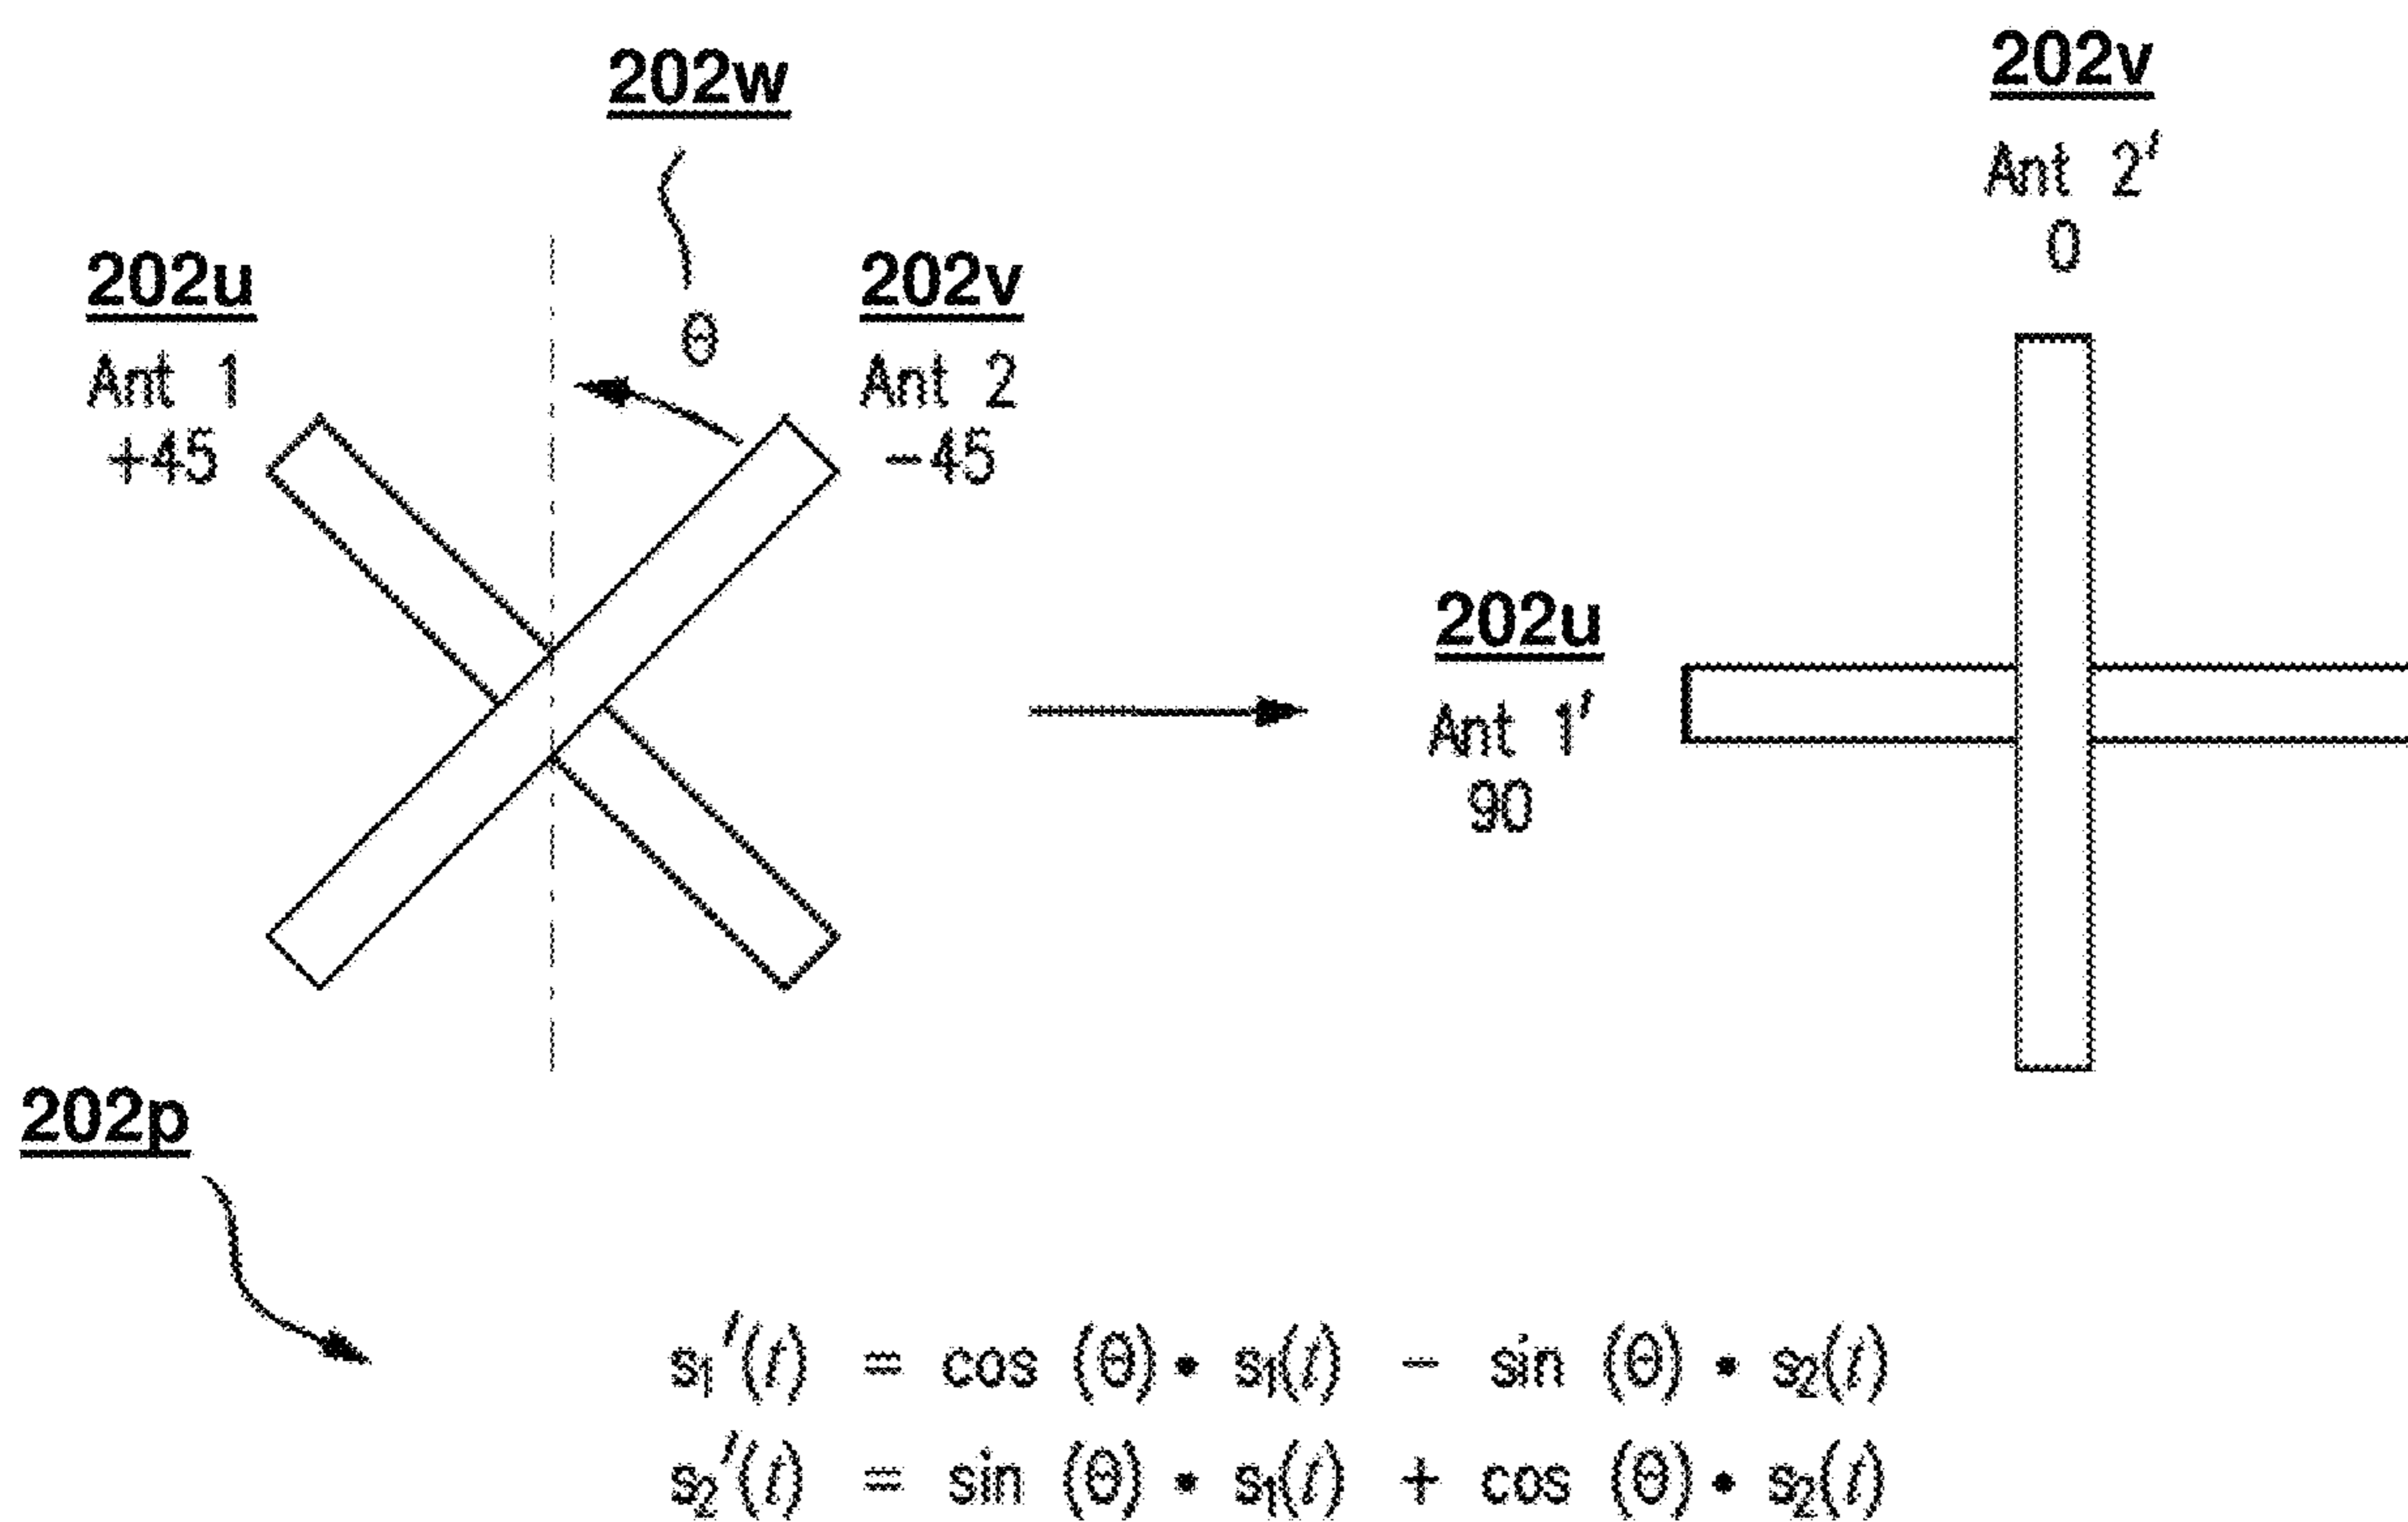 202w
θ
202u
Ant 1
+45
202v
Ant 2
-45
202v
Ant 2′
0
202u
Ant 1′
90
202p
s₁′(t) = cos (θ) • s₁(t) − sin (θ) • s₂(t)
s₂′(t) = sin (θ) • s₁(t) + cos (θ) • s₂(t)